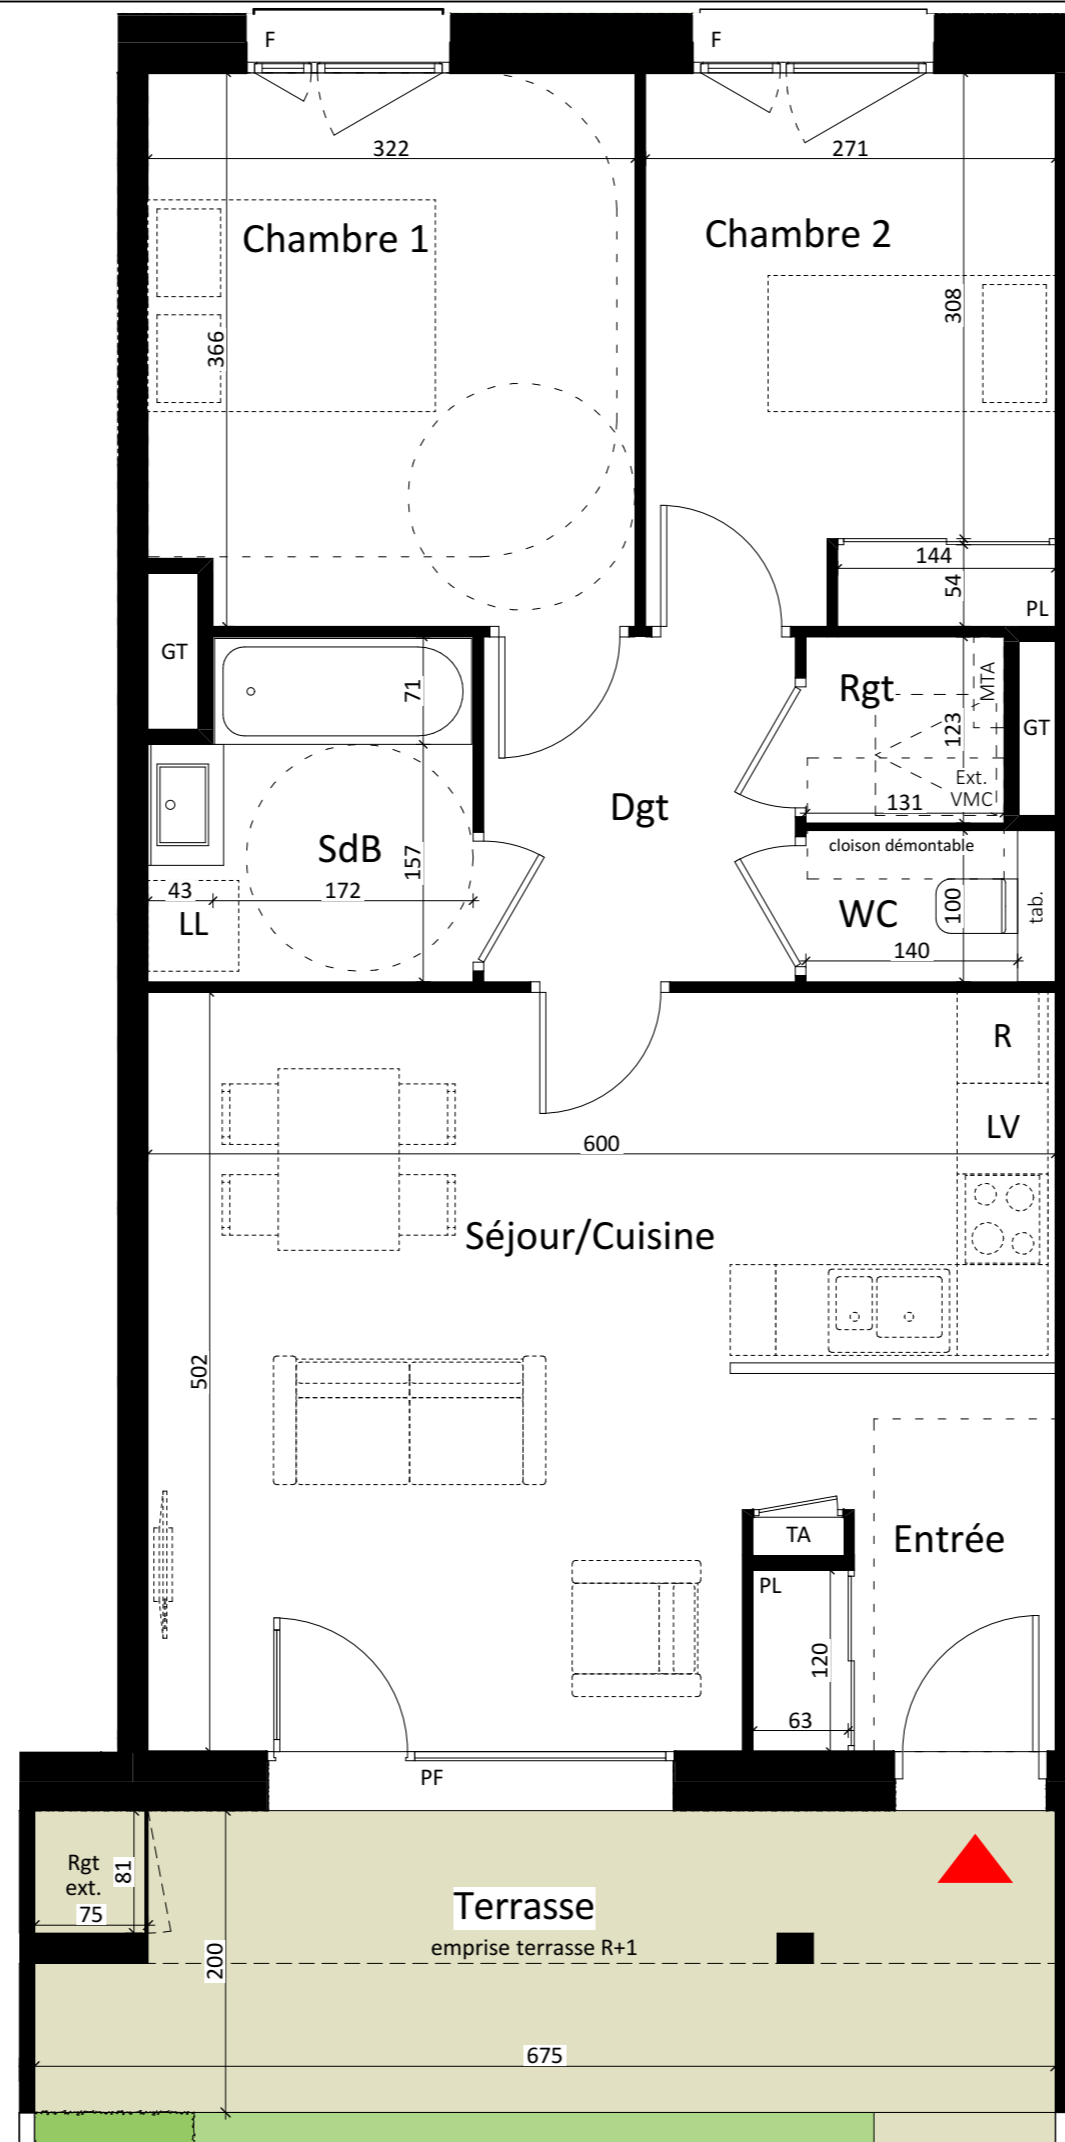 F
F
322
271
Chambre 1
Chambre 2
366
308
144
54
PL
GT
71
Rgt
MTA
123
GT
Ext.
VMC
131
Dgt
SdB
157
cloison démontable
43
172
LL
WC
100
tab.
140
R
LV
600
Séjour/Cuisine
502
TA
Entrée
PL
120
63
PF
Rgt
ext.
81
75
Terrasse
emprise terrasse R+1
200
675